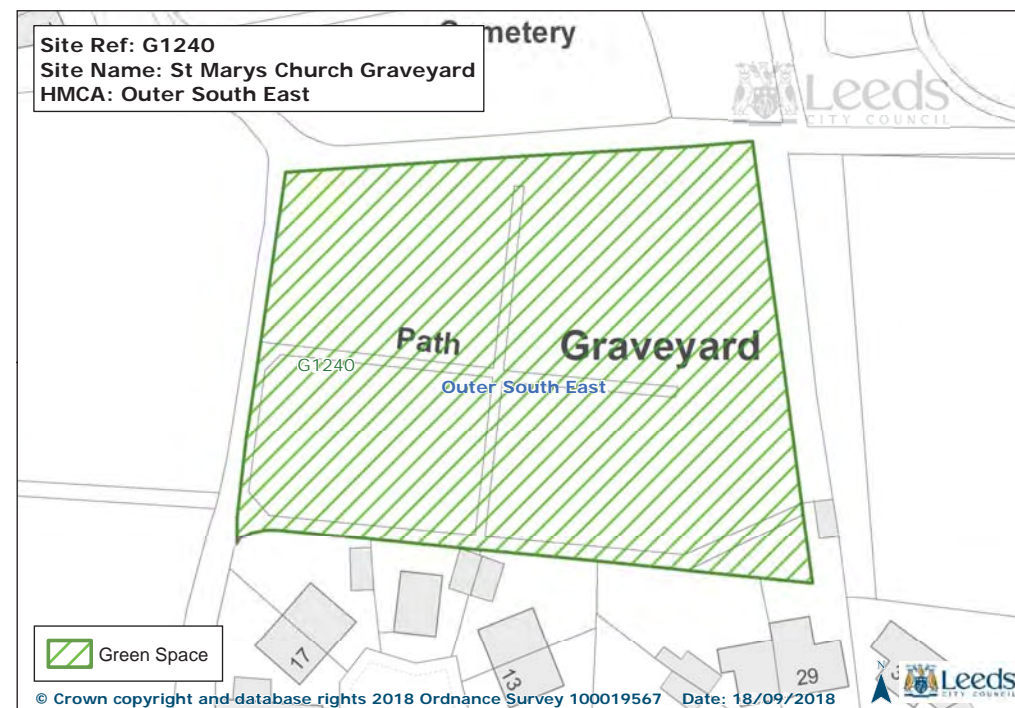 Site Ref: G1240
Site Name: St Marys Church Graveyard
HMCA: Outer South East
Leeds
CITY COUNCIL
Path
Graveyard
G1240
Outer South East
17
13
29
Green Space
N
Leeds
CITY COUNCIL
© Crown copyright and database rights 2018 Ordnance Survey 100019567 Date: 18/09/2018